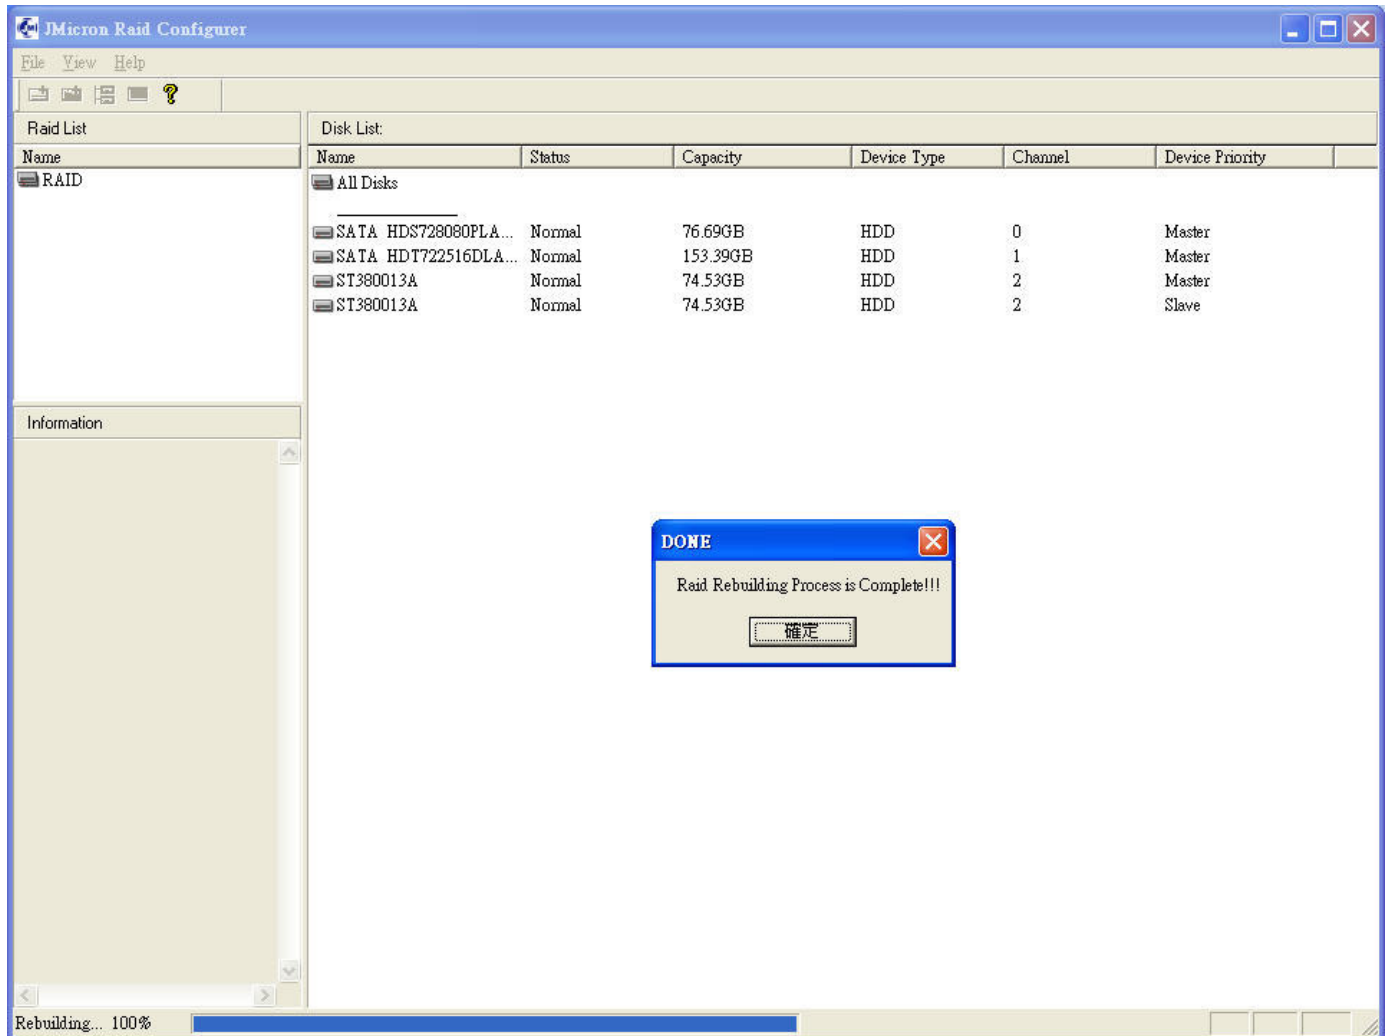 JMicron Raid Configurer
File View Help
Raid List
Disk List:
Name
Name Status Capacity Device Type Channel Device Priority
RAID
All Disks
SATA HDS728080PLA... Normal 76.69GB HDD 0 Master
SATA HDT722516DLA... Normal 153.39GB HDD 1 Master
ST380013A Normal 74.53GB HDD 2 Master
ST380013A Normal 74.53GB HDD 2 Slave
Information
DONE
Raid Rebuilding Process is Complete!!!
確定
Rebuilding... 100%